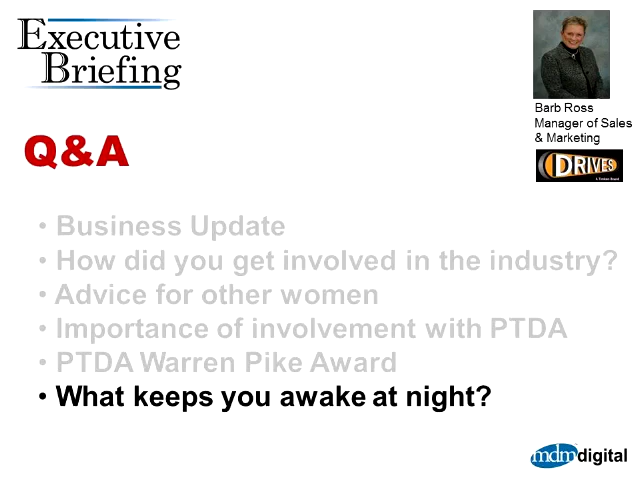 Executive
Briefing
Barb Ross
Manager of Sales
& Marketing
DRIVES
Q&A
• Business Update
• How did you get involved in the industry?
• Advice for other women
• Importance of involvement with PTDA
• PTDA Warren Pike Award
• What keeps you awake at night?
mdmdigital